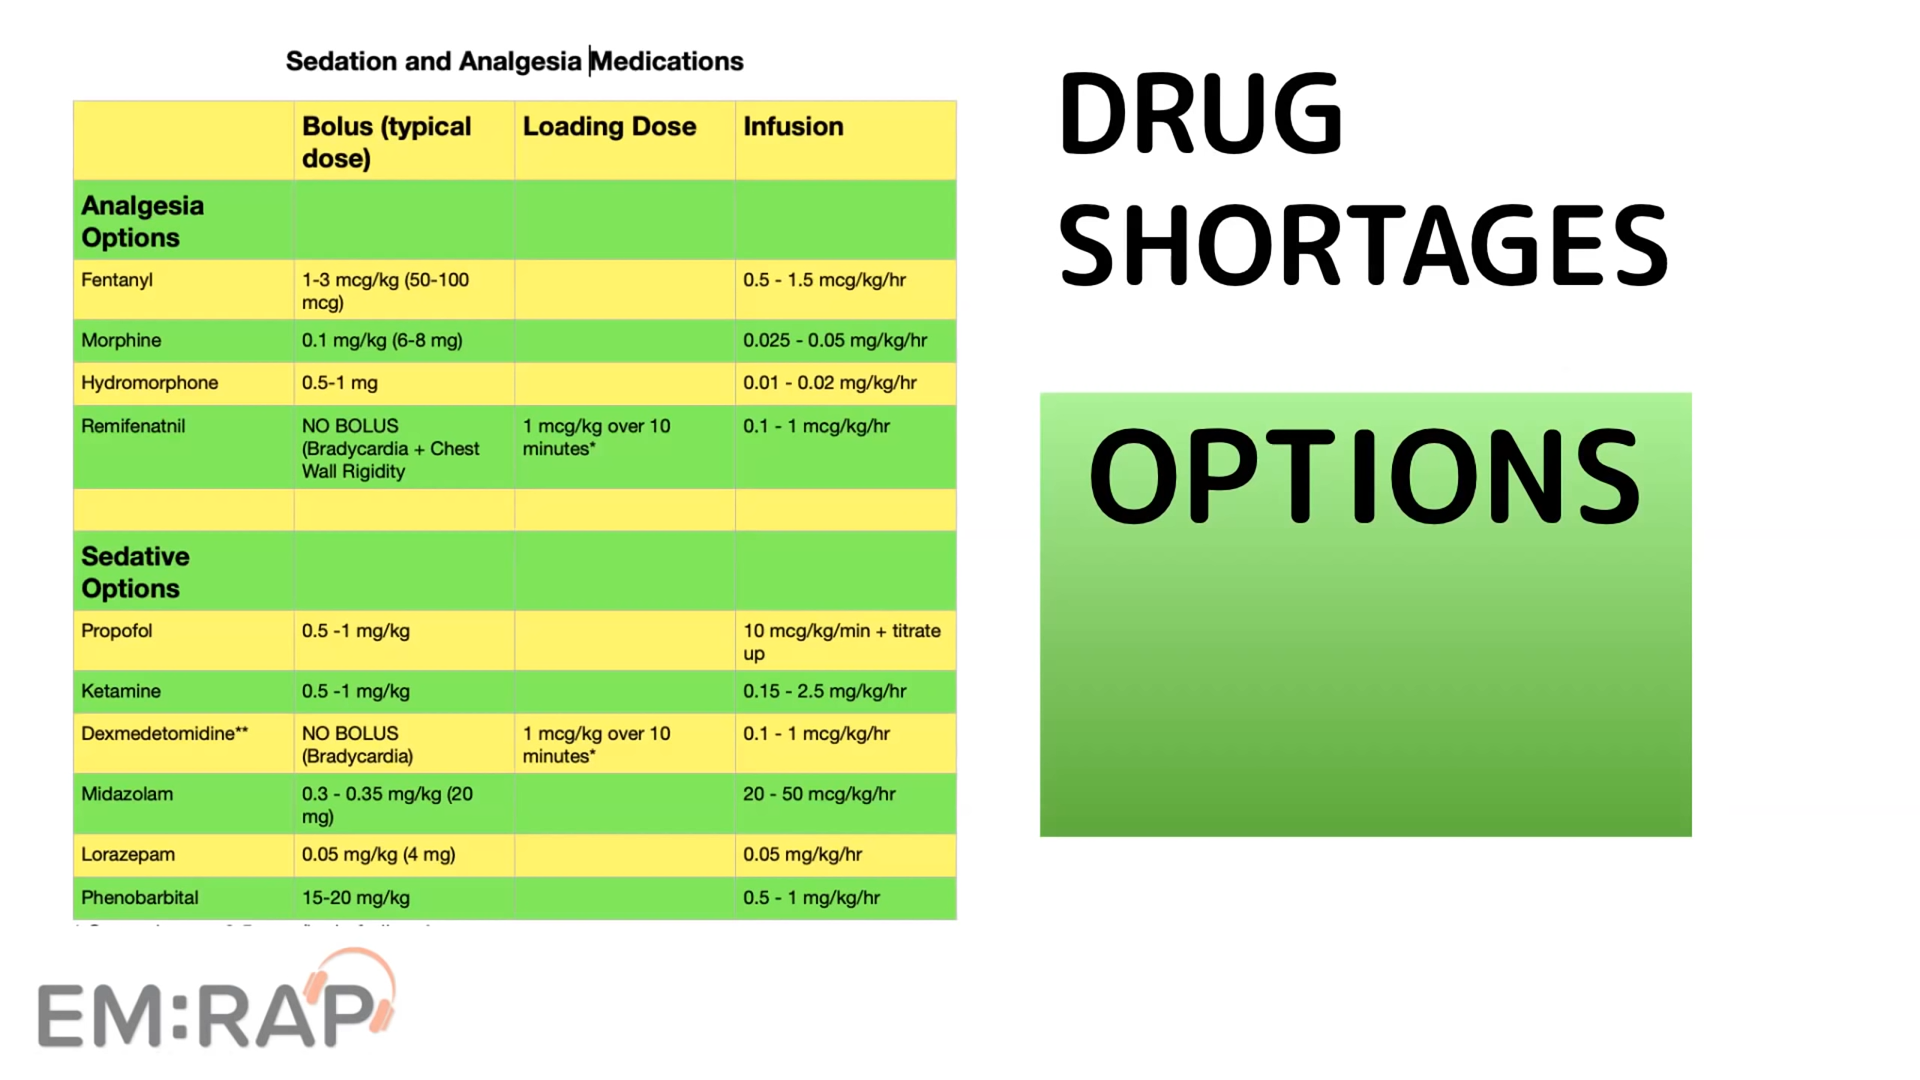 Sedation and Analgesia Medications
Bolus (typical dose) Loading Dose Infusion
Analgesia Options
Fentanyl 1-3 mcg/kg (50-100 mcg) 0.5 - 1.5 mcg/kg/hr
Morphine 0.1 mg/kg (6-8 mg) 0.025 - 0.05 mg/kg/hr
Hydromorphone 0.5-1 mg 0.01 - 0.02 mg/kg/hr
Remifenatnil NO BOLUS (Bradycardia + Chest Wall Rigidity 1 mcg/kg over 10 minutes* 0.1 - 1 mcg/kg/hr
Sedative Options
Propofol 0.5 -1 mg/kg 10 mcg/kg/min + titrate up
Ketamine 0.5 -1 mg/kg 0.15 - 2.5 mg/kg/hr
Dexmedetomidine** NO BOLUS (Bradycardia) 1 mcg/kg over 10 minutes* 0.1 - 1 mcg/kg/hr
Midazolam 0.3 - 0.35 mg/kg (20 mg) 20 - 50 mcg/kg/hr
Lorazepam 0.05 mg/kg (4 mg) 0.05 mg/kg/hr
Phenobarbital 15-20 mg/kg 0.5 - 1 mg/kg/hr
DRUG
SHORTAGES
OPTIONS
EM:RAP